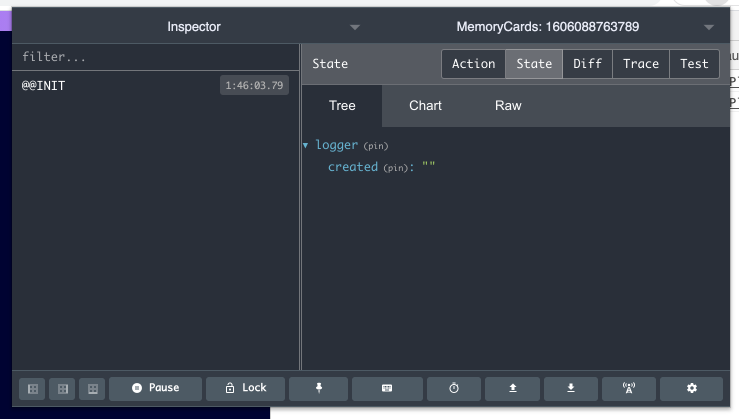 Inspector
MemoryCards: 1606088763789
filter...
State
Action
State
Diff
Trace
Test
@@INIT
1:46:03.79
Tree
Chart
Raw
logger (pin)
created (pin): ""
Pause
Lock